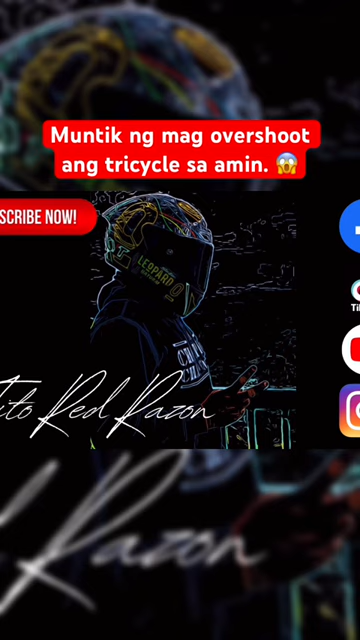 Muntik ng mag overshoot
ang tricycle sa amin. 😱
SCRIBE NOW!
LEOPARD
Tito Red Razon
Razon